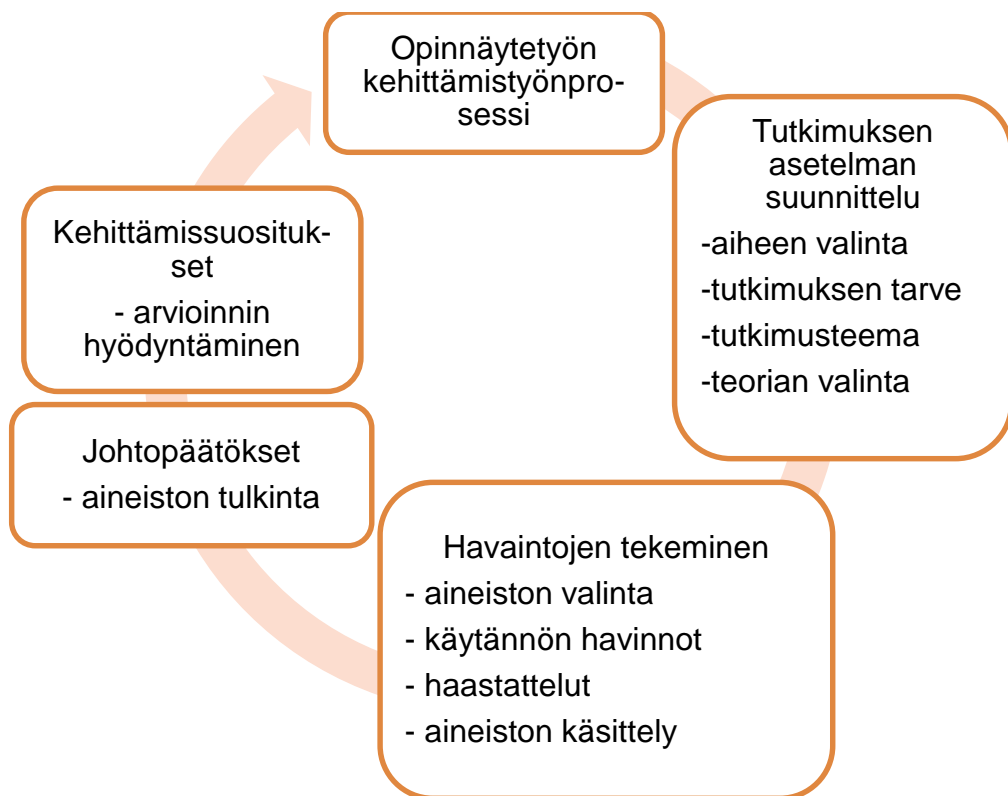 Opinnäytetyön
kehittämistyönpro-
sessi
Tutkimuksen
asetelman
suunnittelu
-aiheen valinta
-tutkimuksen tarve
-tutkimusteema
-teorian valinta
Havaintojen tekeminen
- aineiston valinta
- käytännön havinnot
- haastattelut
- aineiston käsittely
Johtopäätökset
- aineiston tulkinta
Kehittämissuosituk-
set
- arvioinnin
hyödyntäminen